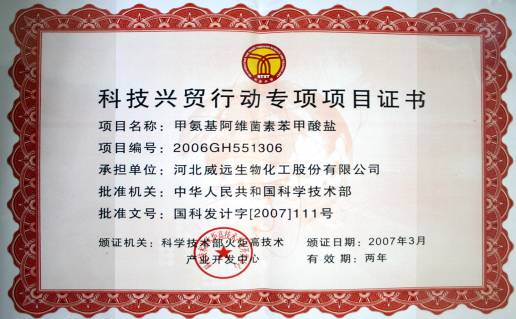 科技兴贸行动专项项目证书
项目名称：甲氨基阿维菌素苯甲酸盐
项目编号：2006GH551306
承担单位：河北威远生物化工股份有限公司
批准机关：中华人民共和国科学技术部
批准文号：国科发计字[2007]111号
颁证机关：科学技术部火炬高技术
产业开发中心
颁证日期：2007年3月
有 效 期：两年